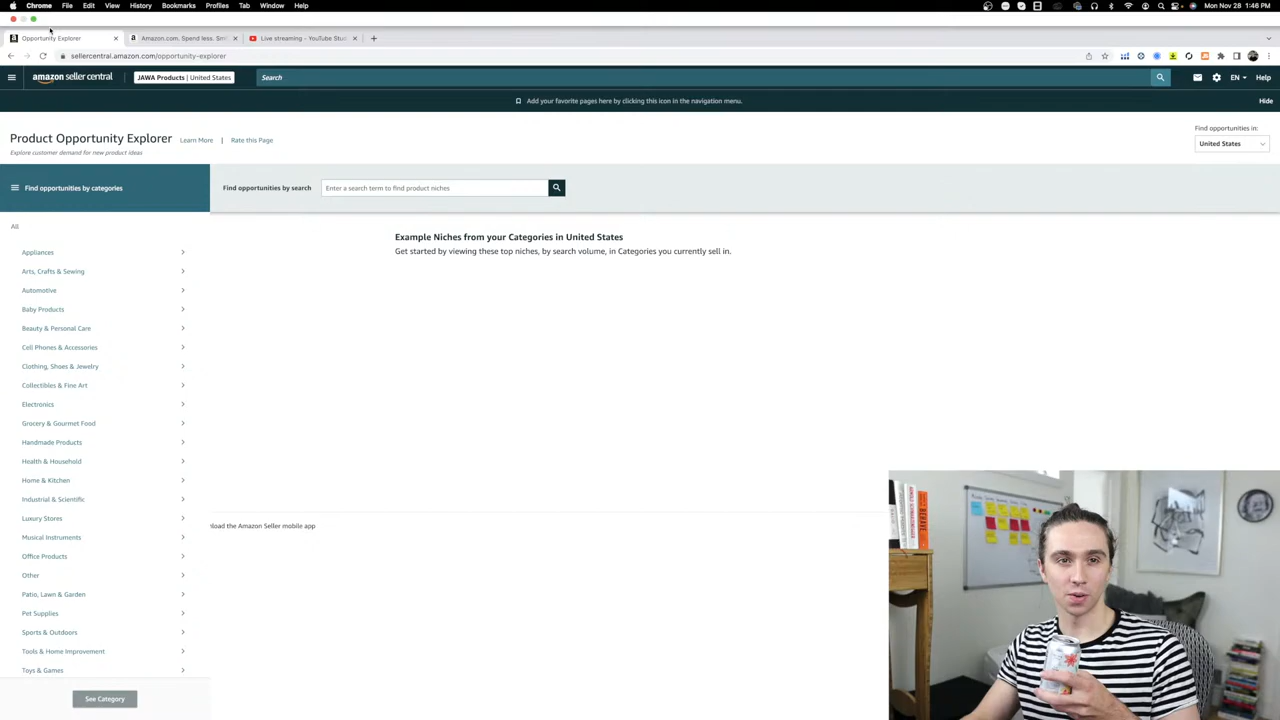 Chrome File Edit View History Bookmarks Profiles Tab Window Help
Mon Nov 28 1:46 PM
Opportunity Explorer
Amazon.com. Spend less. Smi
Live streaming - YouTube Stud
sellercentral.amazon.com/opportunity-explorer
amazon seller central
JAWA Products | United States
Search
EN
Help
Add your favorite pages here by clicking this icon in the navigation menu.
Hide
Product Opportunity Explorer
Learn More | Rate this Page
Explore customer demand for new product ideas
Find opportunities in:
United States
Find opportunities by categories
Find opportunities by search
Enter a search term to find product niches
All
Example Niches from your Categories in United States
Get started by viewing these top niches, by search volume, in Categories you currently sell in.
Appliances
Arts, Crafts & Sewing
Automotive
Baby Products
Beauty & Personal Care
Cell Phones & Accessories
Clothing, Shoes & Jewelry
Collectibles & Fine Art
Electronics
Grocery & Gourmet Food
Handmade Products
Health & Household
Home & Kitchen
Industrial & Scientific
Luxury Stores
nload the Amazon Seller mobile app
Musical Instruments
Office Products
Other
Patio, Lawn & Garden
Pet Supplies
Sports & Outdoors
Tools & Home Improvement
Toys & Games
See Category